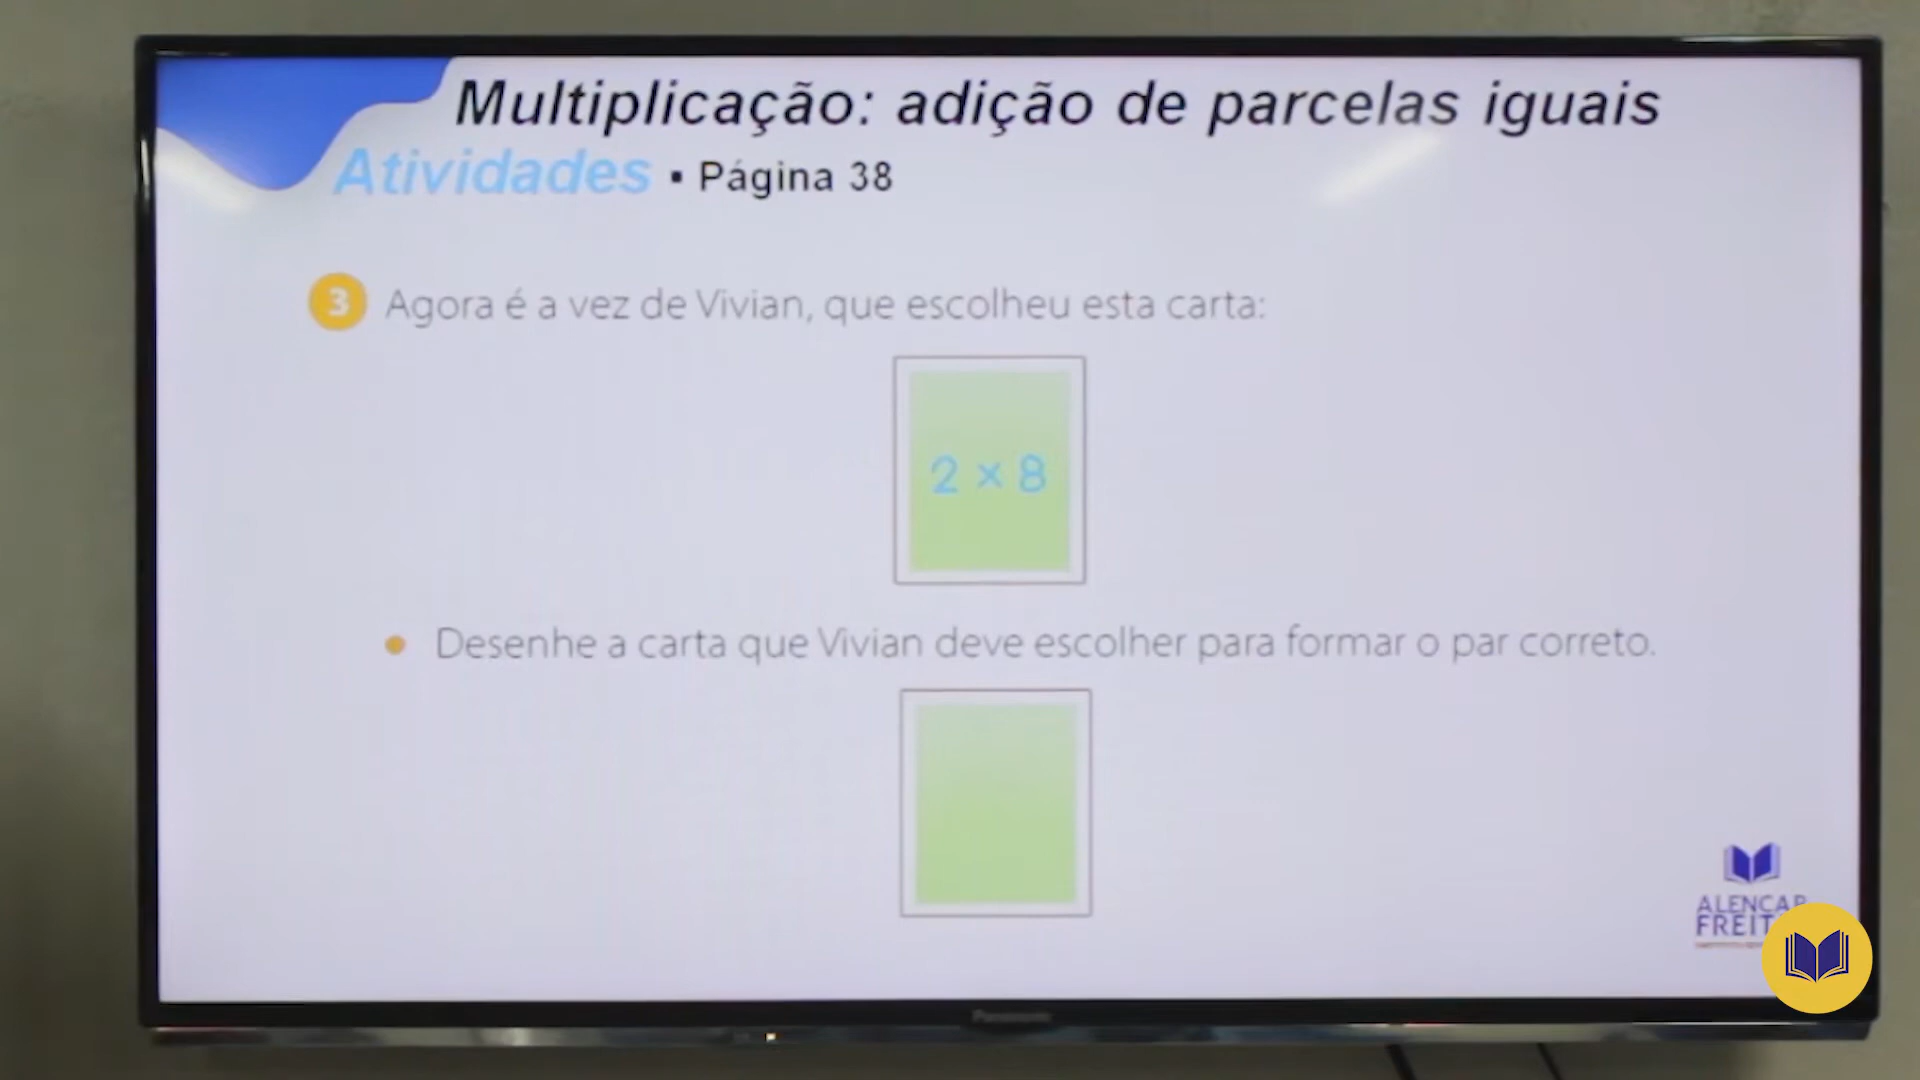 Multiplicação: adição de parcelas iguais
Atividades ▪ Página 38
3 Agora é a vez de Vivian, que escolheu esta carta:
2 × 8
• Desenhe a carta que Vivian deve escolher para formar o par correto.
ALENCAR
Panasonic